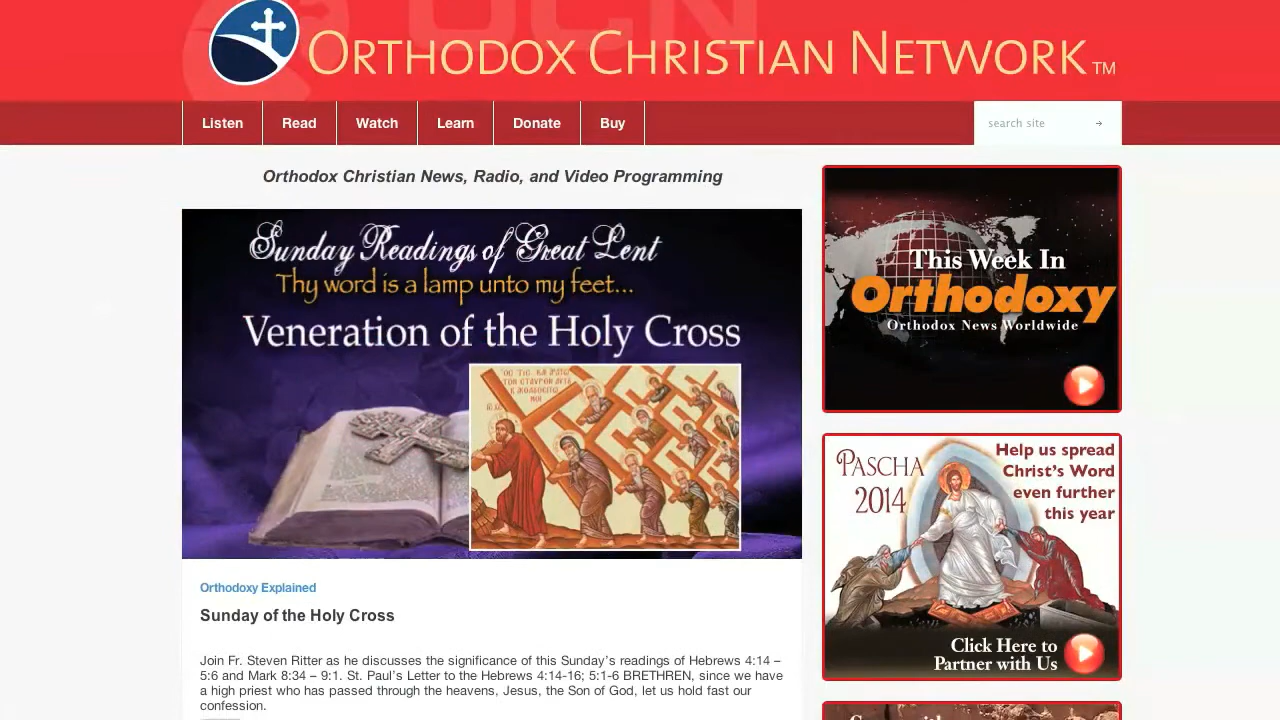 OCN
ORTHODOX CHRISTIAN NETWORK TM
Listen
Read
Watch
Learn
Donate
Buy
search site
Orthodox Christian News, Radio, and Video Programming
Sunday Readings of Great Lent
Thy word is a lamp unto my feet...
Veneration of the Holy Cross
Orthodoxy Explained
Sunday of the Holy Cross
Join Fr. Steven Ritter as he discusses the significance of this Sunday’s readings of Hebrews 4:14 –
5:6 and Mark 8:34 – 9:1. St. Paul’s Letter to the Hebrews 4:14-16; 5:1-6 BRETHREN, since we have
a high priest who has passed through the heavens, Jesus, the Son of God, let us hold fast our
confession.
This Week In
Orthodoxy
Orthodox News Worldwide
PASCHA
2014
Help us spread
Christ's Word
even further
this year
Click Here to
Partner with Us